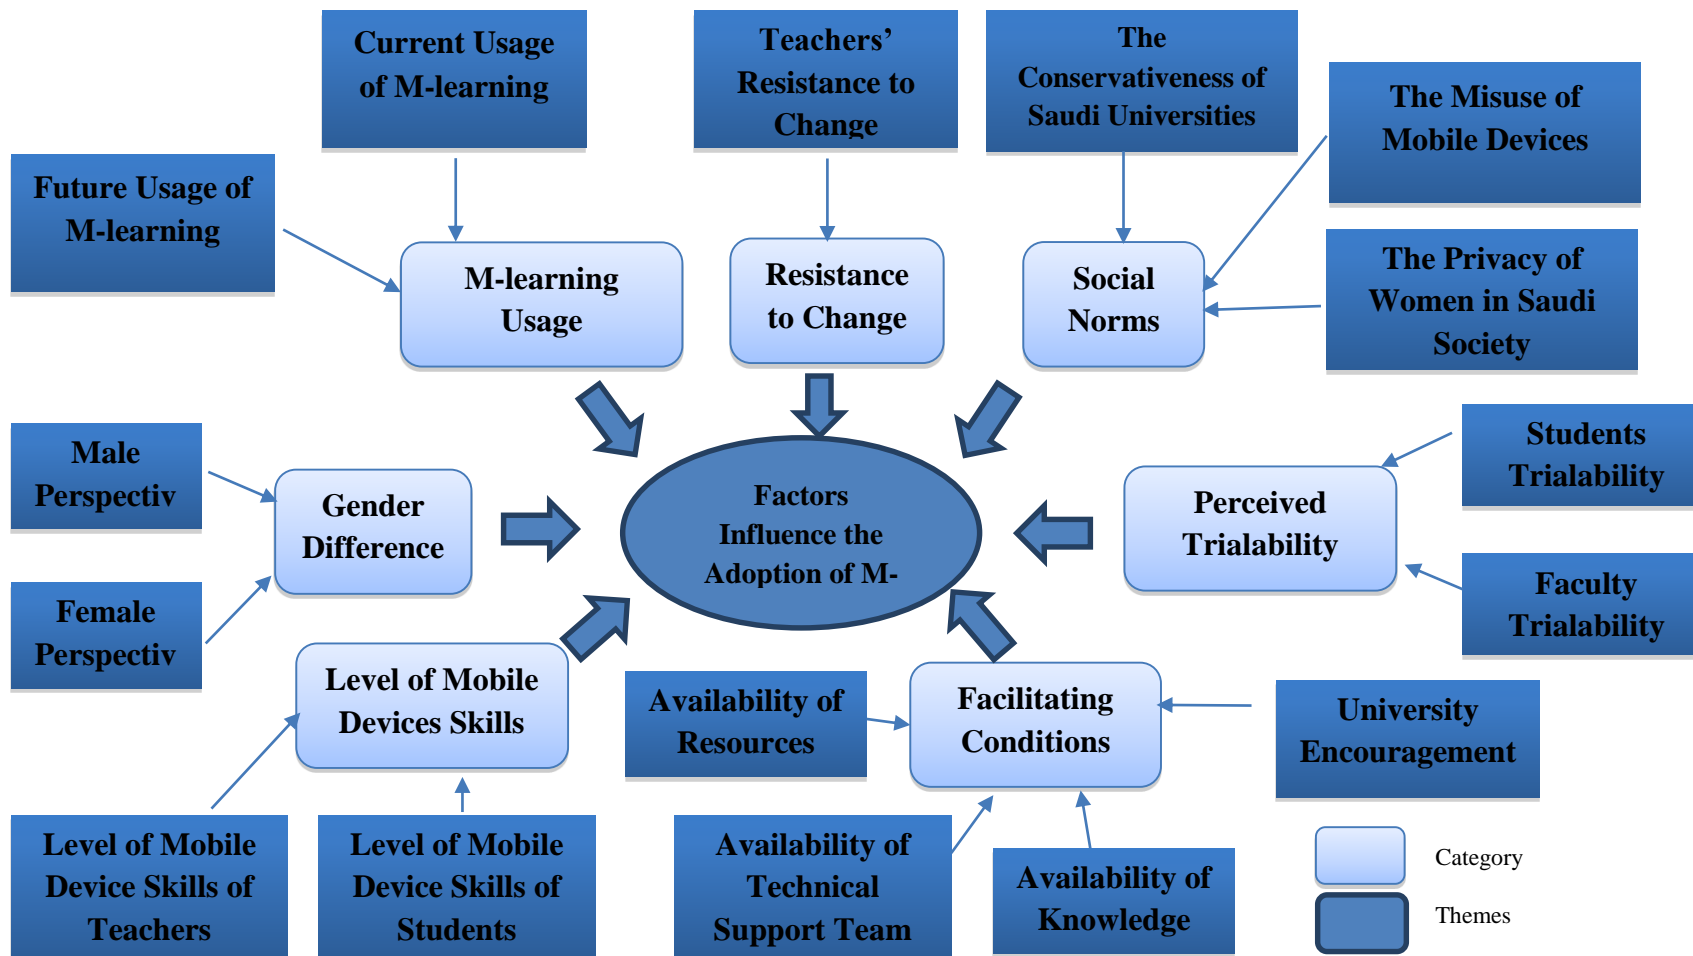 Current Usage
of M-learning
Teachers’
Resistance to
Change
The
Conservativeness of
Saudi Universities
The Misuse of
Mobile Devices
Future Usage of
M-learning
M-learning
Usage
Resistance
to Change
Social
Norms
The Privacy of
Women in Saudi
Society
Male
Perspectiv
Gender
Difference
Factors
Influence the
Adoption of M-
Perceived
Trialability
Students
Trialability
Female
Perspectiv
Faculty
Trialability
Level of Mobile
Devices Skills
Availability of
Resources
Facilitating
Conditions
University
Encouragement
Level of Mobile
Device Skills of
Teachers
Level of Mobile
Device Skills of
Students
Availability of
Technical
Support Team
Availability of
Knowledge
Category
Themes